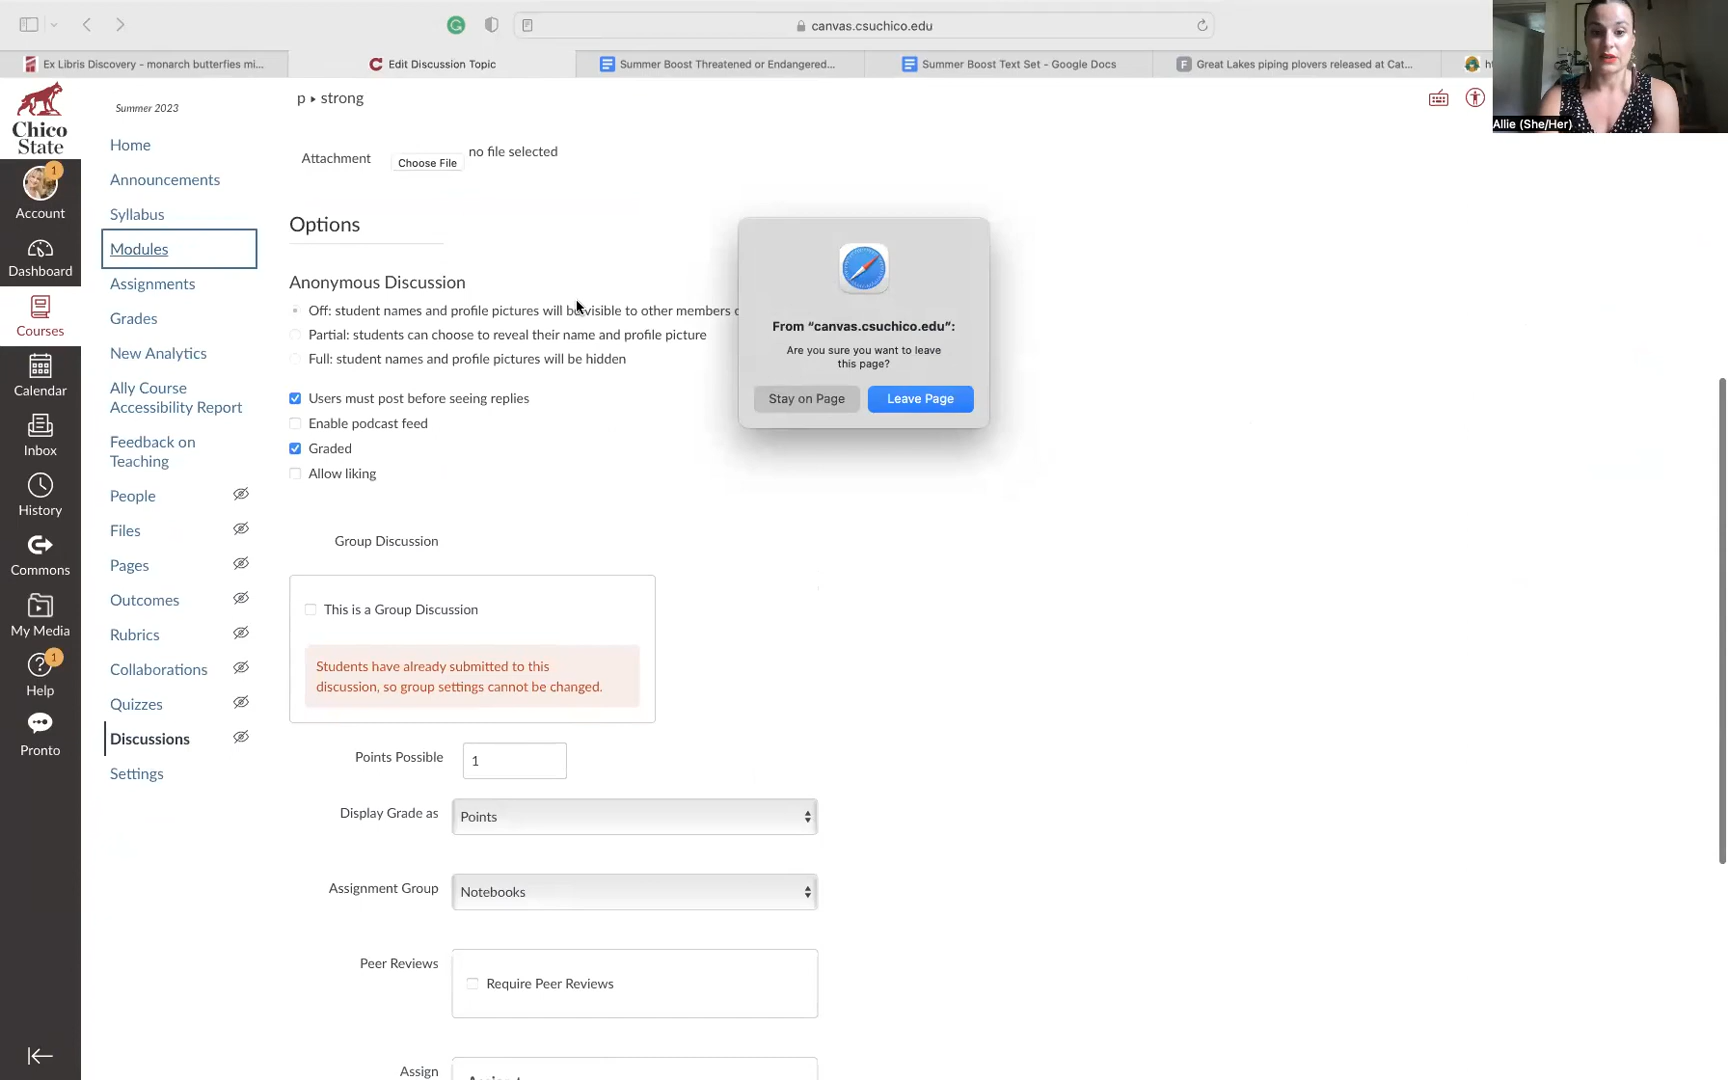 canvas.csuchico.edu
Ex Libris Discovery - monarch butterfies mi...
Edit Discussion Topic
Summer Boost Threatened or Endangered...
Summer Boost Text Set - Google Docs
Great Lakes piping plovers released at Cat...
Allie (She/Her)
Chico
State
1
Account
Dashboard
Courses
Calendar
Inbox
History
Commons
My Media
1
Help
Pronto
Summer 2023
Home
Announcements
Syllabus
Modules
Assignments
Grades
New Analytics
Ally Course
Accessibility Report
Feedback on
Teaching
People
Files
Pages
Outcomes
Rubrics
Collaborations
Quizzes
Discussions
Settings
p ▸ strong
Attachment
Choose File
no file selected
Options
Anonymous Discussion
Off: student names and profile pictures will be visible to other members
Partial: students can choose to reveal their name and profile picture
Full: student names and profile pictures will be hidden
Users must post before seeing replies
Enable podcast feed
Graded
Allow liking
Group Discussion
This is a Group Discussion
Students have already submitted to this
discussion, so group settings cannot be changed.
Points Possible
1
Display Grade as
Points
Assignment Group
Notebooks
Peer Reviews
Require Peer Reviews
Assign
From “canvas.csuchico.edu”:
Are you sure you want to leave
this page?
Stay on Page
Leave Page